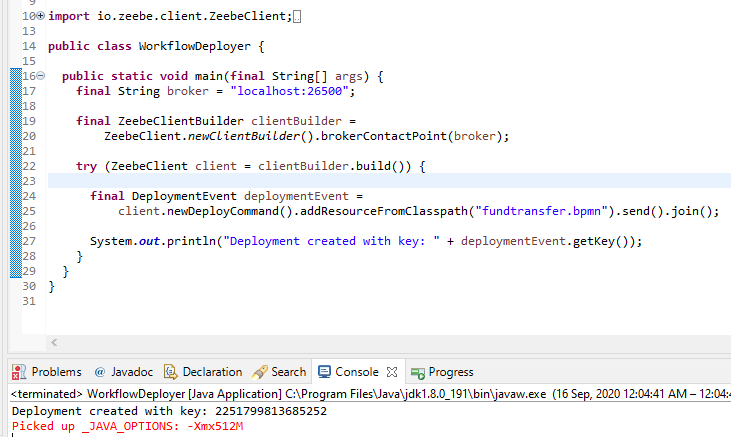 9
10 import io.zeebe.client.ZeebeClient;
13
14 public class WorkflowDeployer {
15
16 public static void main(final String[] args) {
17 final String broker = "localhost:26500";
18
19 final ZeebeClientBuilder clientBuilder =
20 ZeebeClient.newClientBuilder().brokerContactPoint(broker);
21
22 try (ZeebeClient client = clientBuilder.build()) {
23
24 final DeploymentEvent deploymentEvent =
25 client.newDeployCommand().addResourceFromClasspath("fundtransfer.bpmn").send().join();
26
27 System.out.println("Deployment created with key: " + deploymentEvent.getKey());
28 }
29 }
30 }
31
Problems @ Javadoc Declaration Search Console Progress
<terminated> WorkflowDeployer [Java Application] C:\Program Files\Java\jdk1.8.0_191\bin\javaw.exe (16 Sep, 2020 12:04:41 AM – 12:04:
Deployment created with key: 2251799813685252
Picked up _JAVA_OPTIONS: -Xmx512M